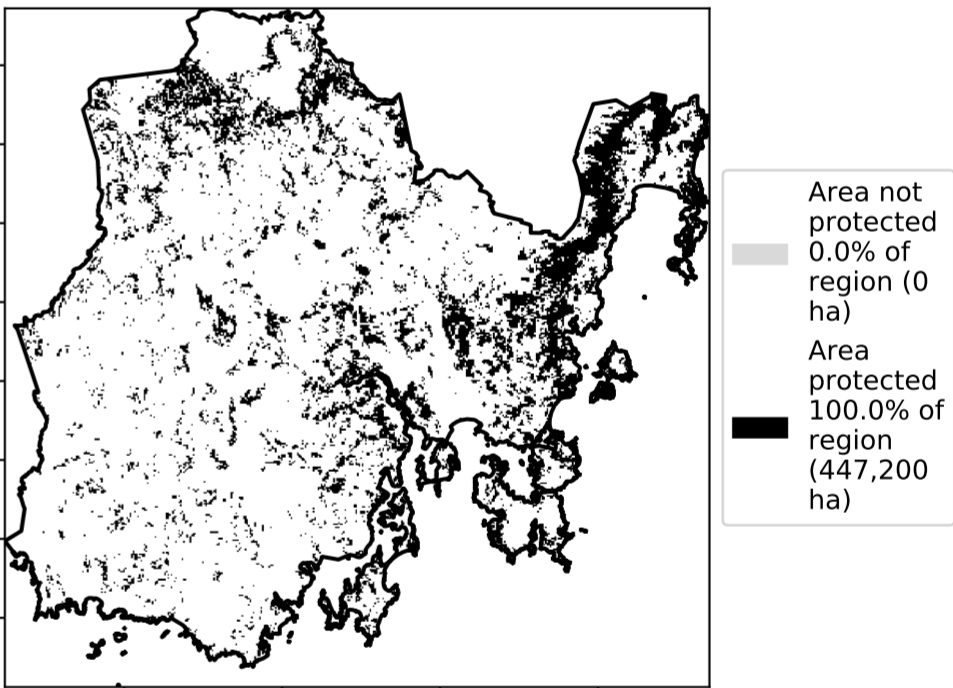 Area not
protected
0.0% of
region (0
ha)
Area
protected
100.0% of
region
(447,200
ha)